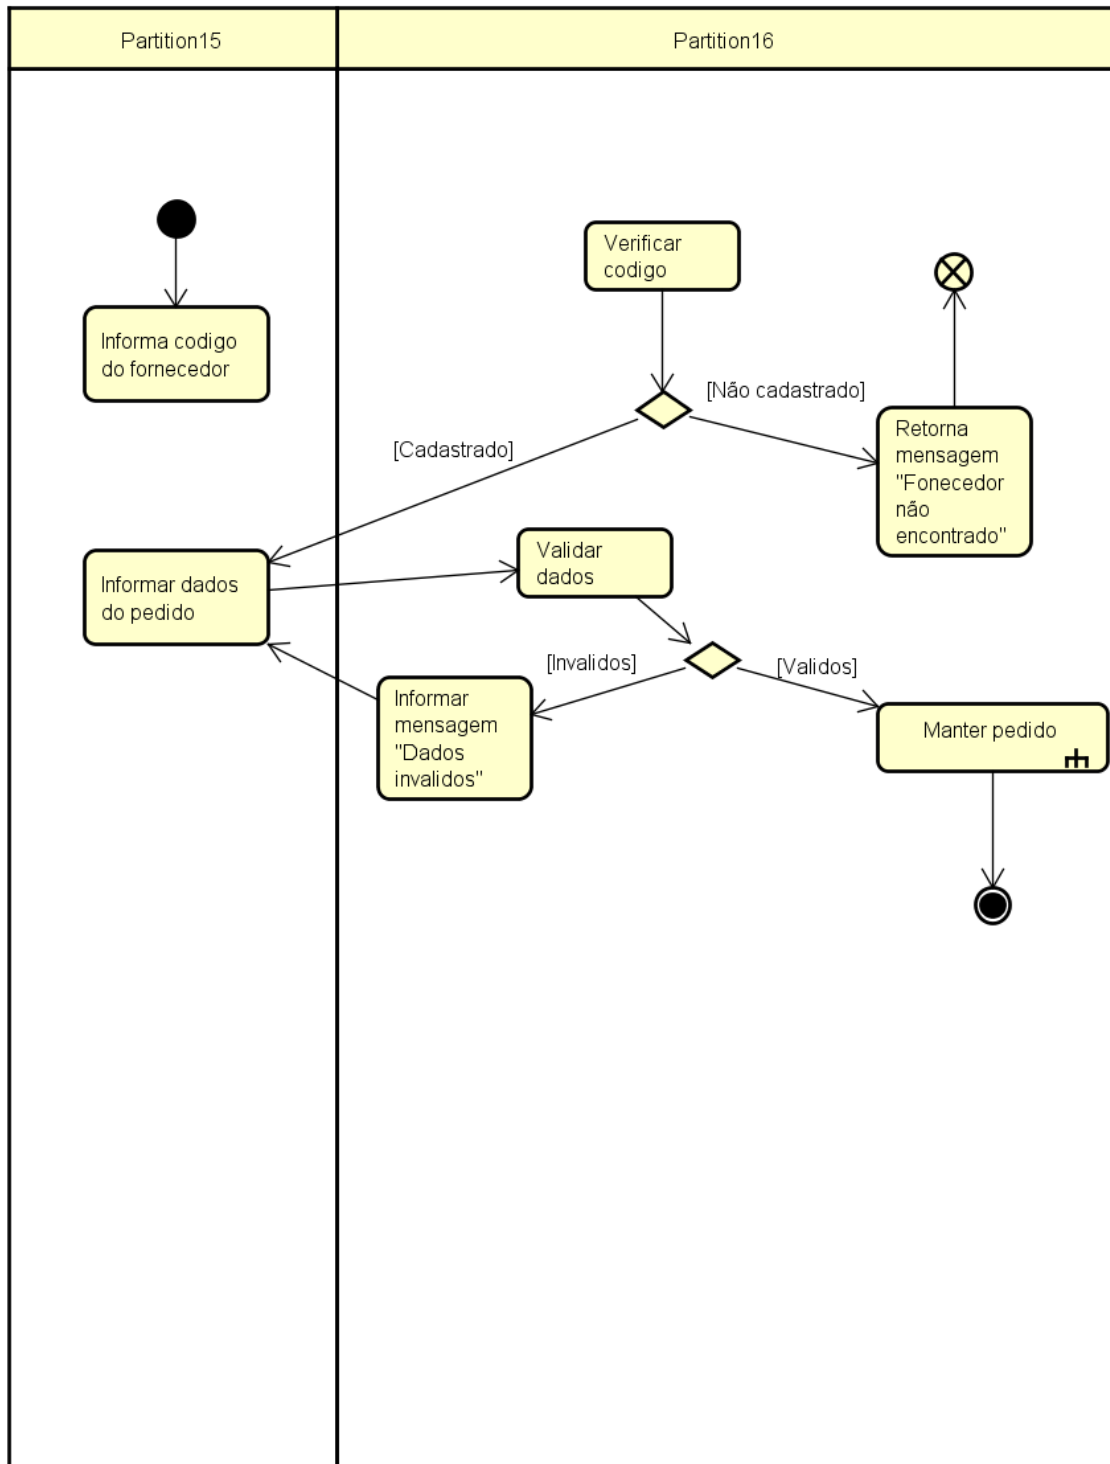 Partition15
Partition16
Verificar
codigo
Informa codigo
do fornecedor
[Não cadastrado]
[Cadastrado]
Retorna
mensagem
"Fonecedor
não
encontrado"
Validar
dados
Informar dados
do pedido
[Invalidos]
[Validos]
Informar
mensagem
"Dados
invalidos"
Manter pedido